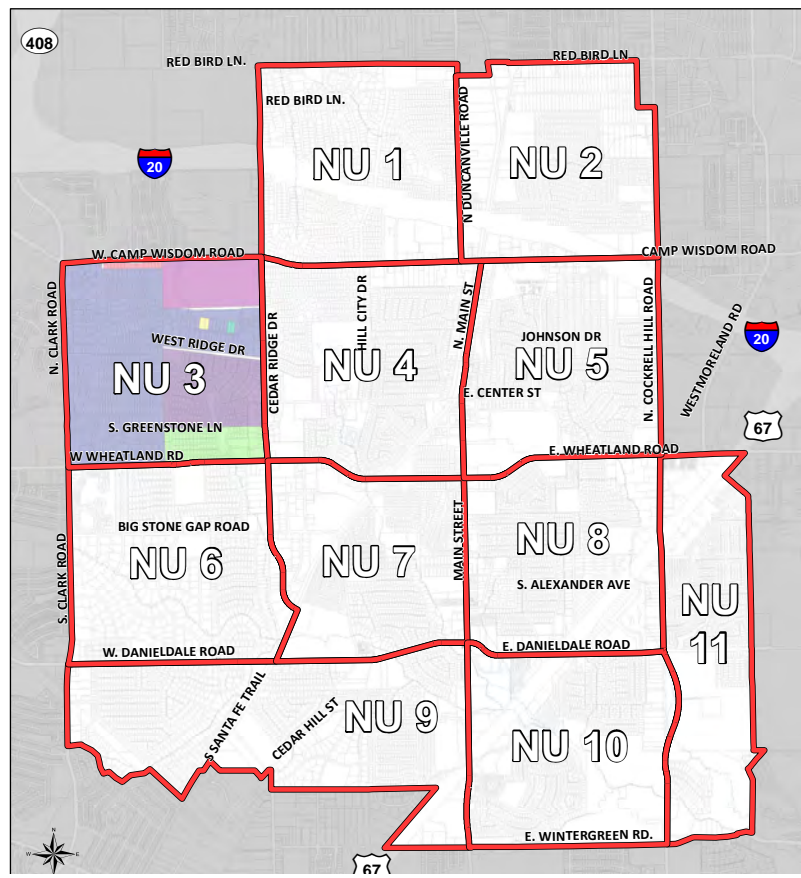 408
RED BIRD LN.
RED BIRD LN
RED BIRD LN.
N DUNCANVILLE ROAD
NU 1
NU 2
20
W. CAMP WISDOM ROAD
CAMP WISDOM ROAD
N. CLARK ROAD
HILL CITY DR
N. MAIN ST
N. COCKRELL HILL ROAD
WESTMORELAND RD
20
WEST RIDGE DR
CEDAR RIDGE DR
JOHNSON DR
NU 3
NU 4
NU 5
E. CENTER ST
67
S. GREENSTONE LN
W WHEATLAND RD
E. WHEATLAND ROAD
BIG STONE GAP ROAD
MAIN STREET
S. CLARK ROAD
NU 6
NU 7
NU 8
S. ALEXANDER AVE
NU
11
W. DANIELDALE ROAD
E. DANIELDALE ROAD
S SANTA FE TRAIL
CEDAR HILL ST
NU 9
NU 10
E. WINTERGREEN RD.
N
W
E
S
67